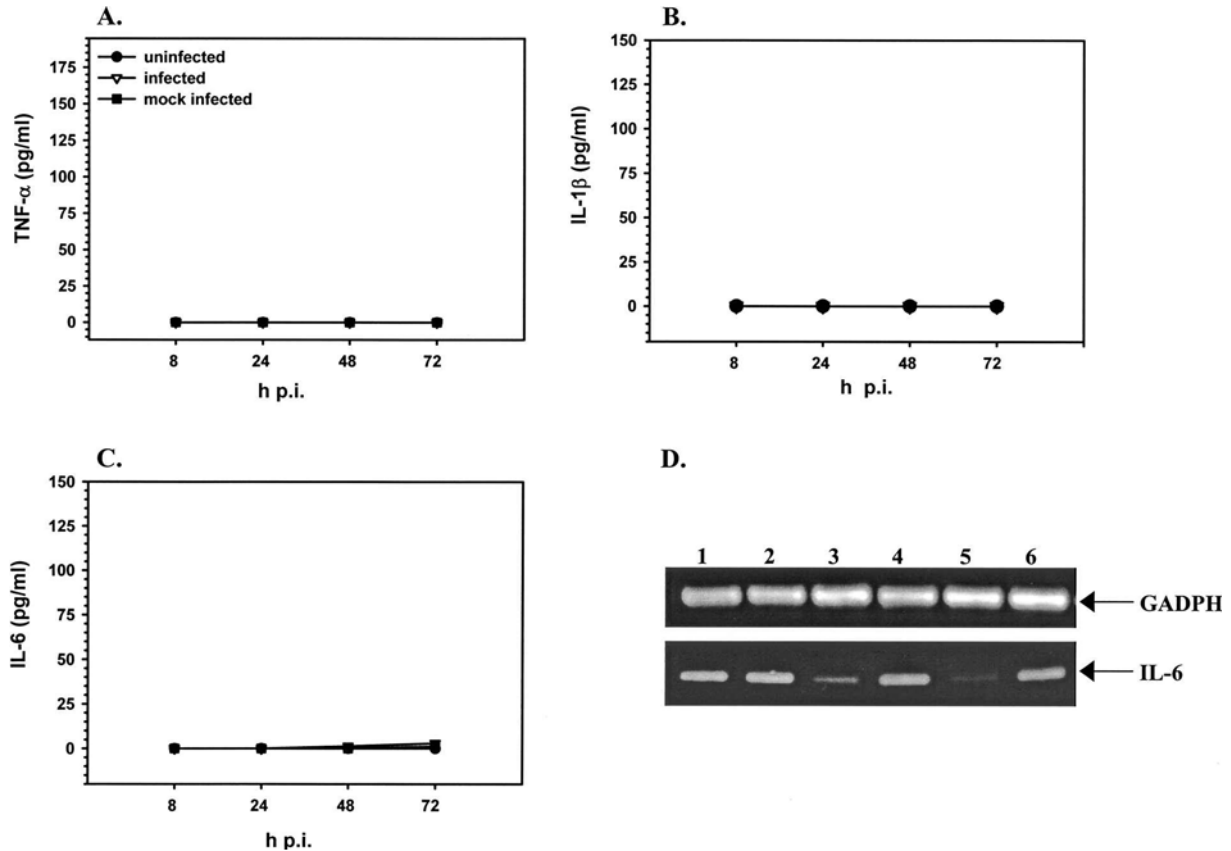 A.
TNF-α (pg/ml)
175
150
125
100
75
50
25
0
uninfected
infected
mock infected
8 24 48 72
h p.i.
B.
IL-1β (pg/ml)
150
125
100
75
50
25
0
8 24 48 72
h p.i.
C.
IL-6 (pg/ml)
150
125
100
75
50
25
0
8 24 48 72
h p.i.
D.
1 2 3 4 5 6
GADPH
IL-6